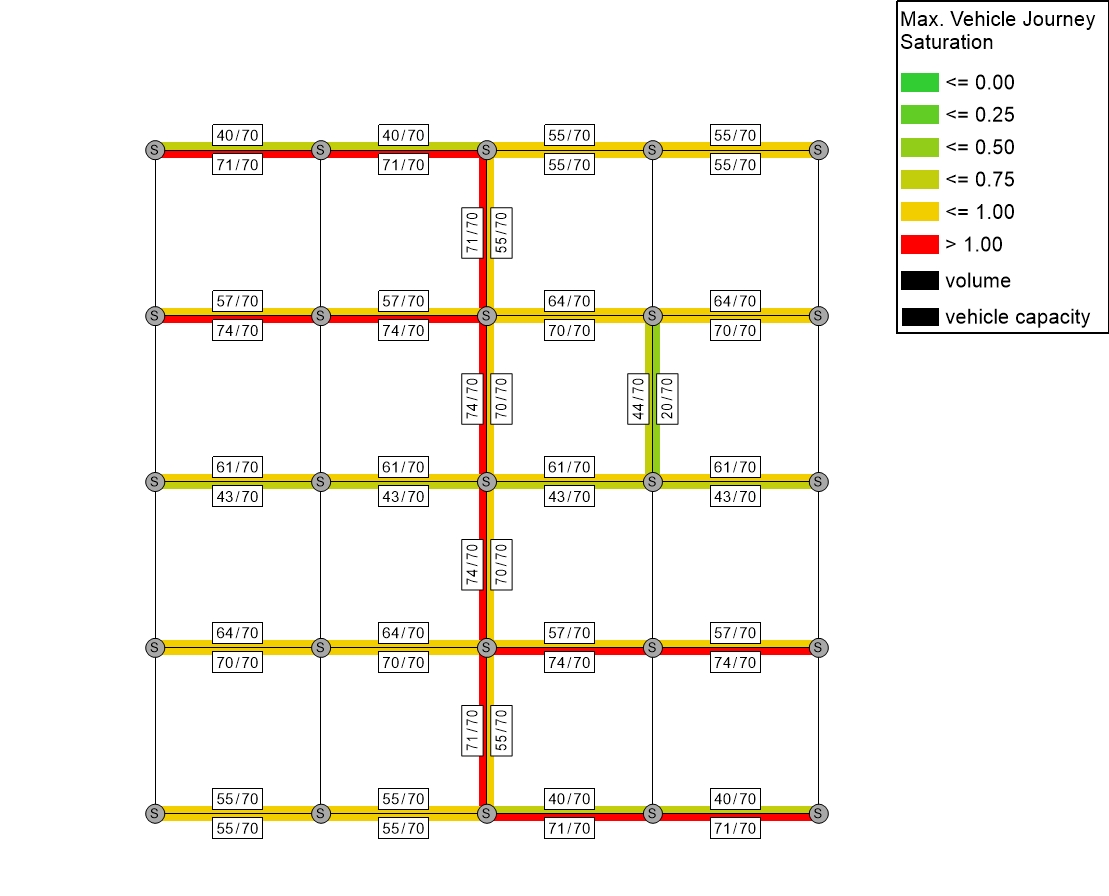 Max. Vehicle Journey
Saturation
<= 0.00
<= 0.25
<= 0.50
<= 0.75
<= 1.00
> 1.00
volume
vehicle capacity
40/70 40/70 55/70 55/70
S S S S S
71/70 71/70 55/70 55/70
71/70 55/70
57/70 57/70 64/70 64/70
S S S S S
74/70 74/70 70/70 70/70
74/70 70/70 44/70 20/70
61/70 61/70 61/70 61/70
S S S S S
43/70 43/70 43/70 43/70
74/70 70/70
64/70 64/70 57/70 57/70
S S S S S
70/70 70/70 74/70 74/70
71/70 55/70
55/70 55/70 40/70 40/70
S S S S S
55/70 55/70 71/70 71/70